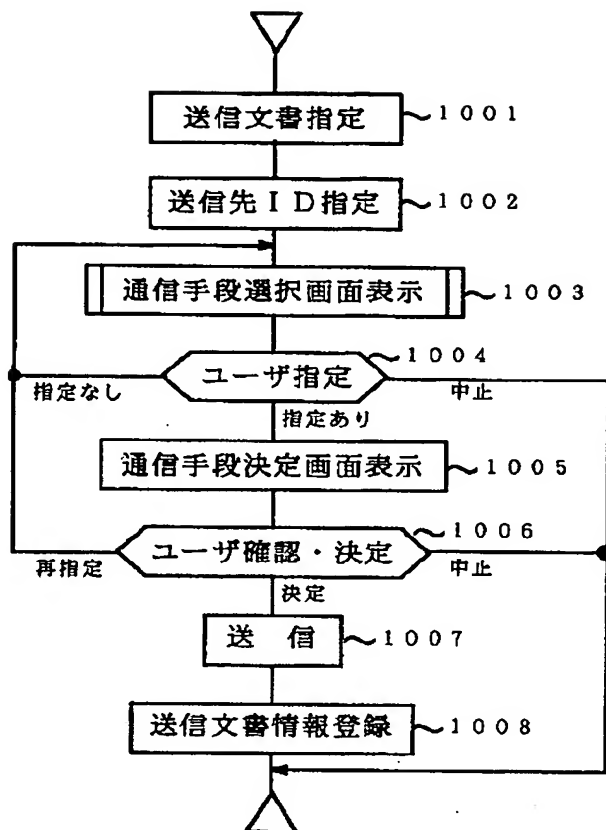 送信文書指定 ～1001
送信先ID指定 ～1002
通信手段選択画面表示 ～1003
ユーザ指定 1004
指定なし
中止
指定あり
通信手段決定画面表示 ～1005
ユーザ確認・決定 1006
再指定
中止
決定
送 信 ～1007
送信文書情報登録 ～1008